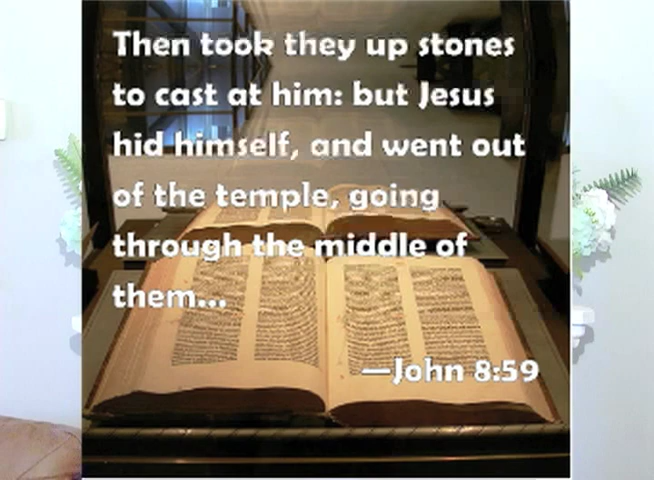 Then took they up stones
to cast at him: but Jesus
hid himself, and went out
of the temple, going
through the middle of
them...
—John 8:59